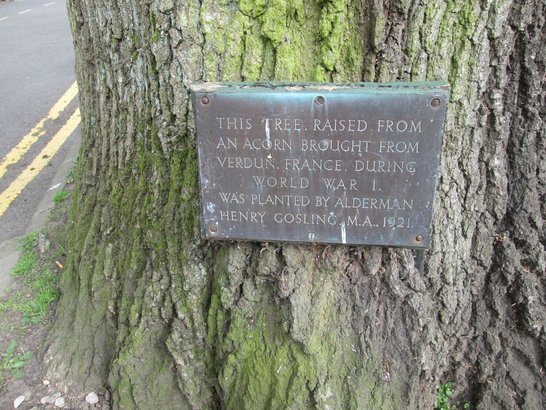 THIS TREE, RAISED FROM
AN ACORN BROUGHT FROM
VERDUN, FRANCE, DURING
WORLD WAR I,
WAS PLANTED BY ALDERMAN
HENRY GOSLING, M.A., 1921.